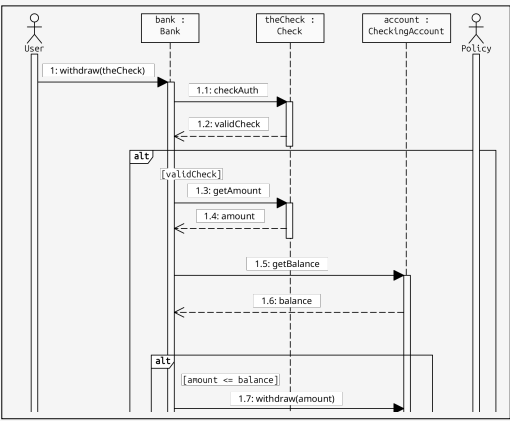 bank :
Bank
theCheck :
Check
account :
CheckingAccount
User
Policy
1: withdraw(theCheck)
1.1: checkAuth
1.2: validCheck
alt
[validCheck]
1.3: getAmount
1.4: amount
1.5: getBalance
1.6: balance
alt
[amount <= balance]
1.7: withdraw(amount)